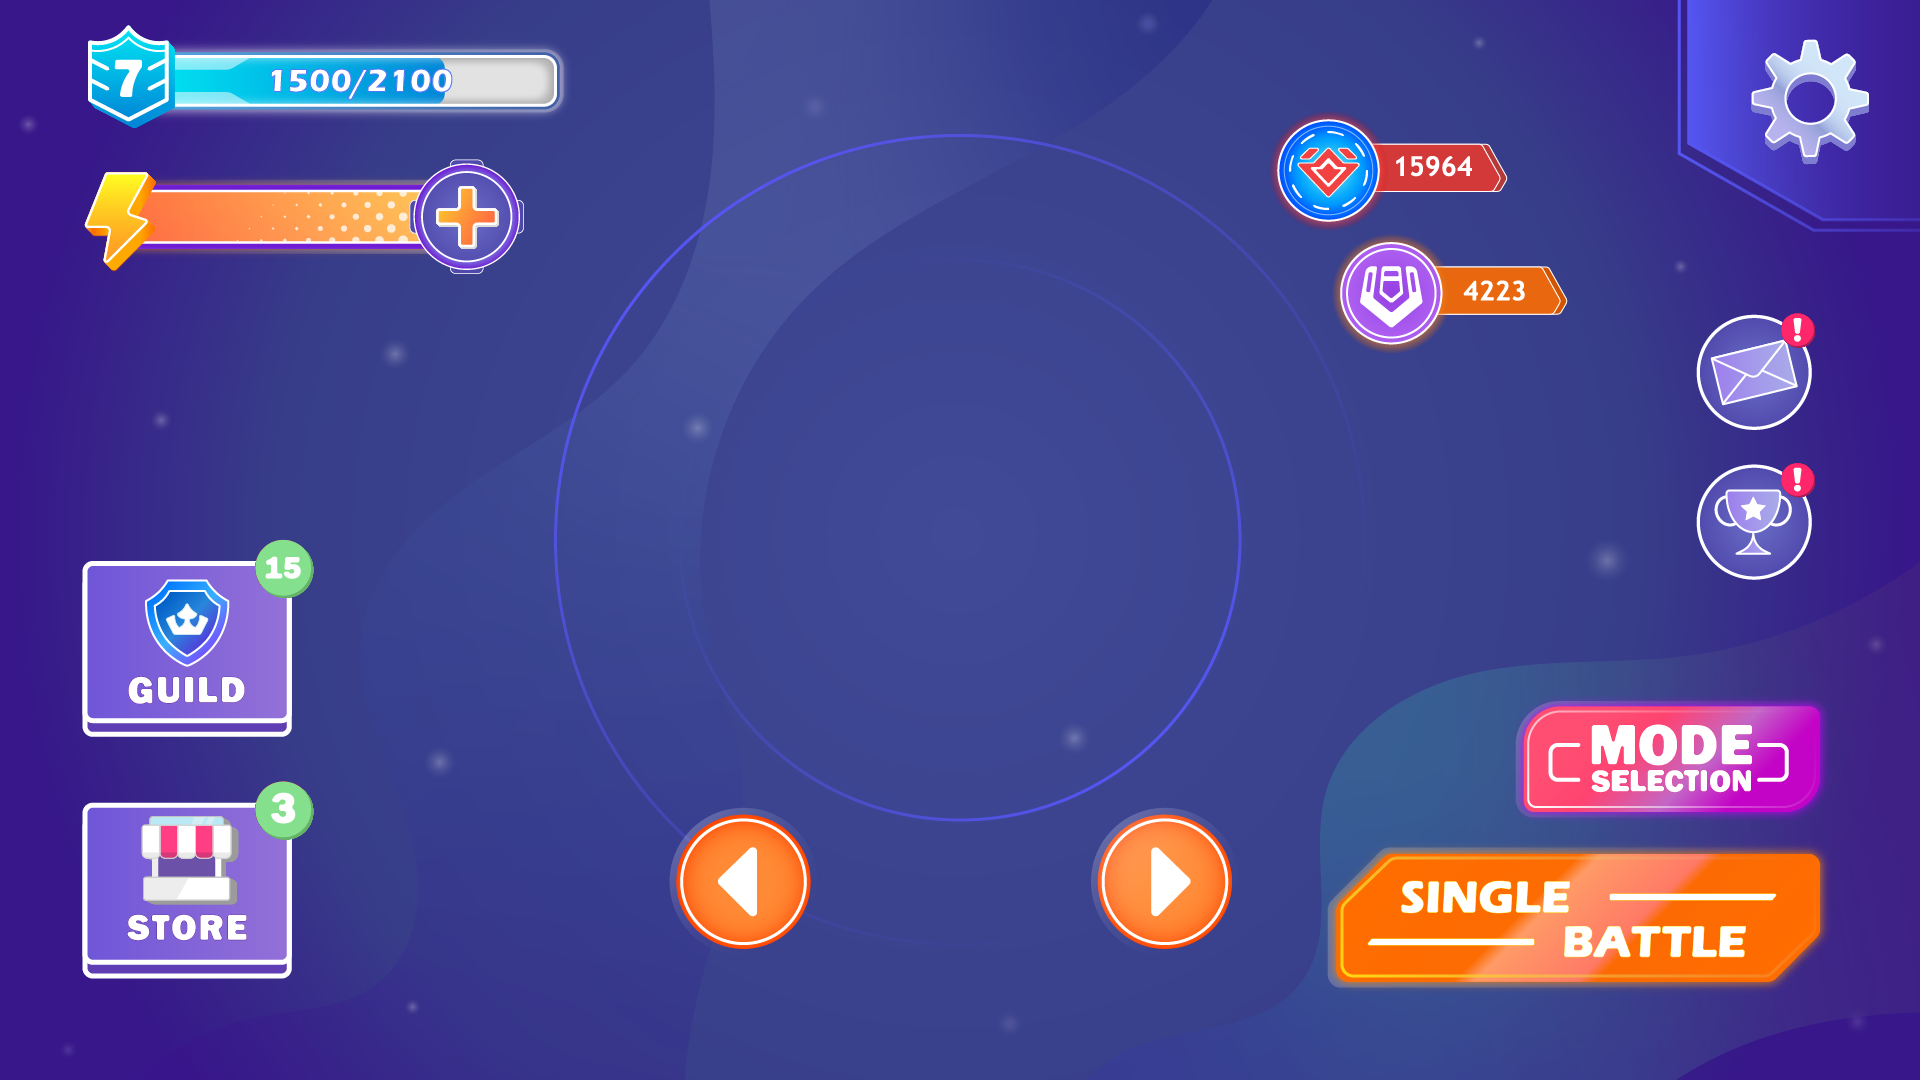 7
1500/2100
15964
4223
!
!
15
GUILD
3
STORE
MODE
SELECTION
SINGLE
BATTLE